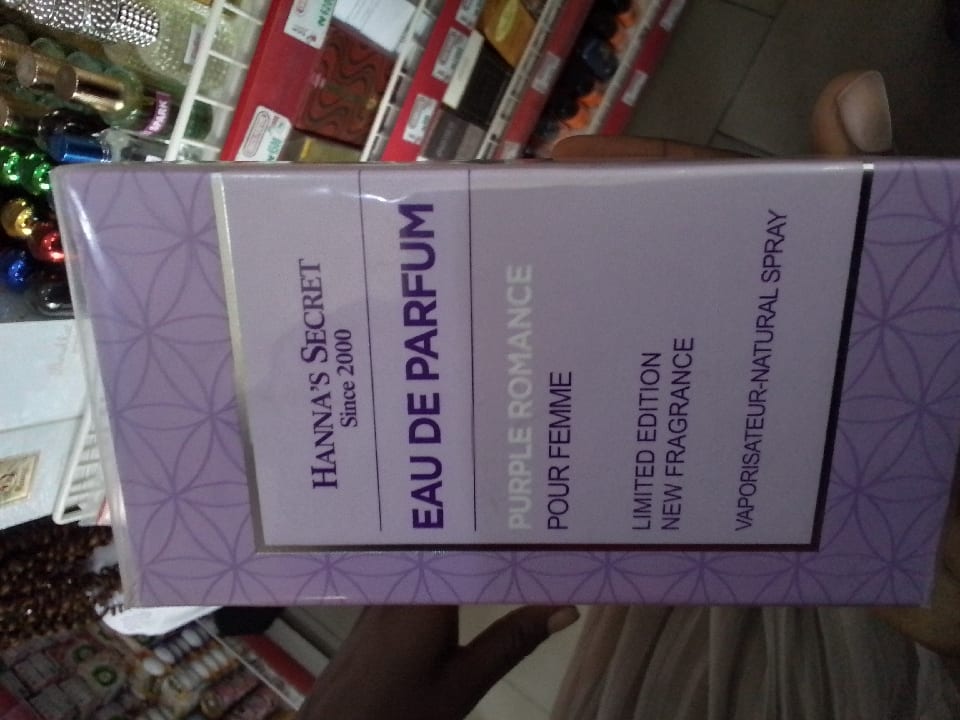 HANNA'S SECRET
Since 2000
EAU DE PARFUM
PURPLE ROMANCE
POUR FEMME
LIMITED EDITION
NEW FRAGRANCE
VAPORISATEUR-NATURAL SPRAY